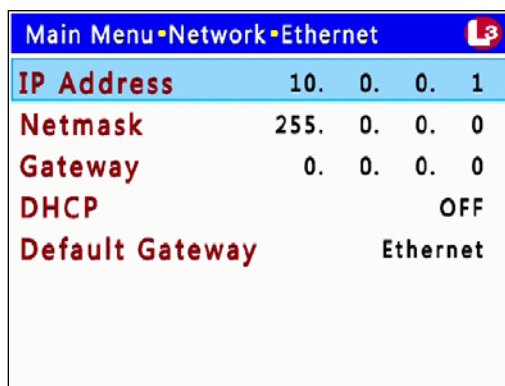 Main Menu•Network•Ethernet L3
IP Address 10. 0. 0. 1
Netmask 255. 0. 0. 0
Gateway 0. 0. 0. 0
DHCP OFF
Default Gateway Ethernet